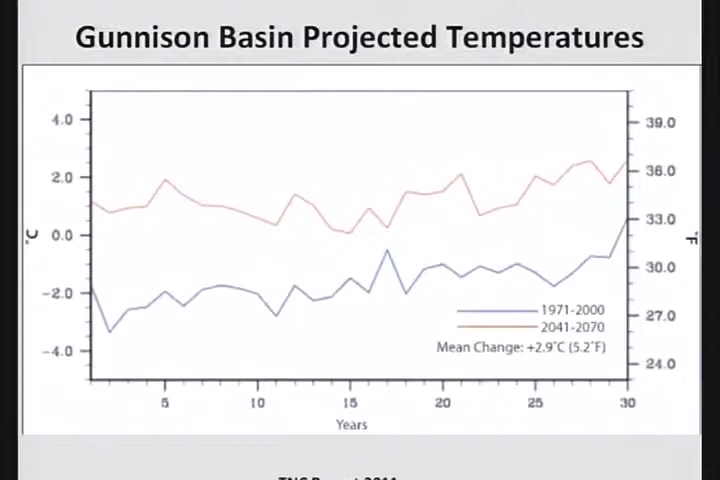 Gunnison Basin Projected Temperatures
4.0
2.0
0.0
-2.0
-4.0
°C
39.0
36.0
33.0
30.0
27.0
24.0
°F
1971-2000
2041-2070
Mean Change: +2.9°C (5.2°F)
5 10 15 20 25 30
Years